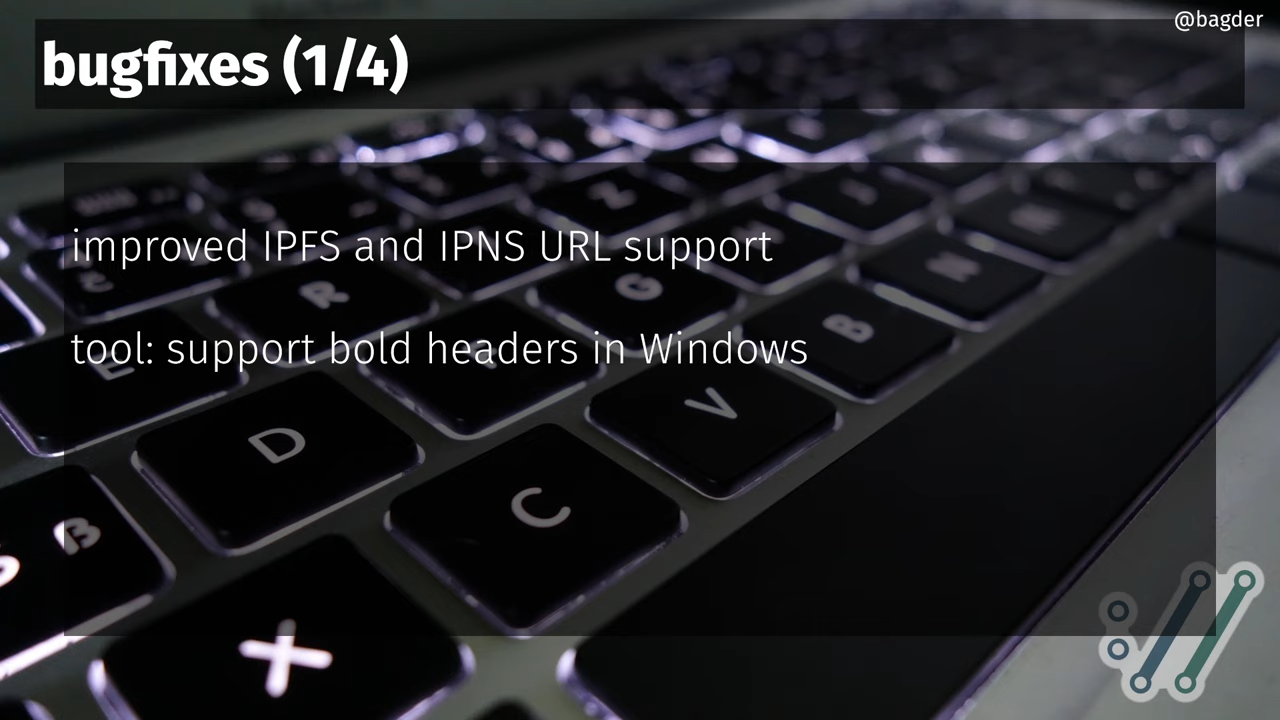 @bagder
bugfixes (1/4)
improved IPFS and IPNS URL support
tool: support bold headers in Windows
R
G
B
E
V
D
C
X